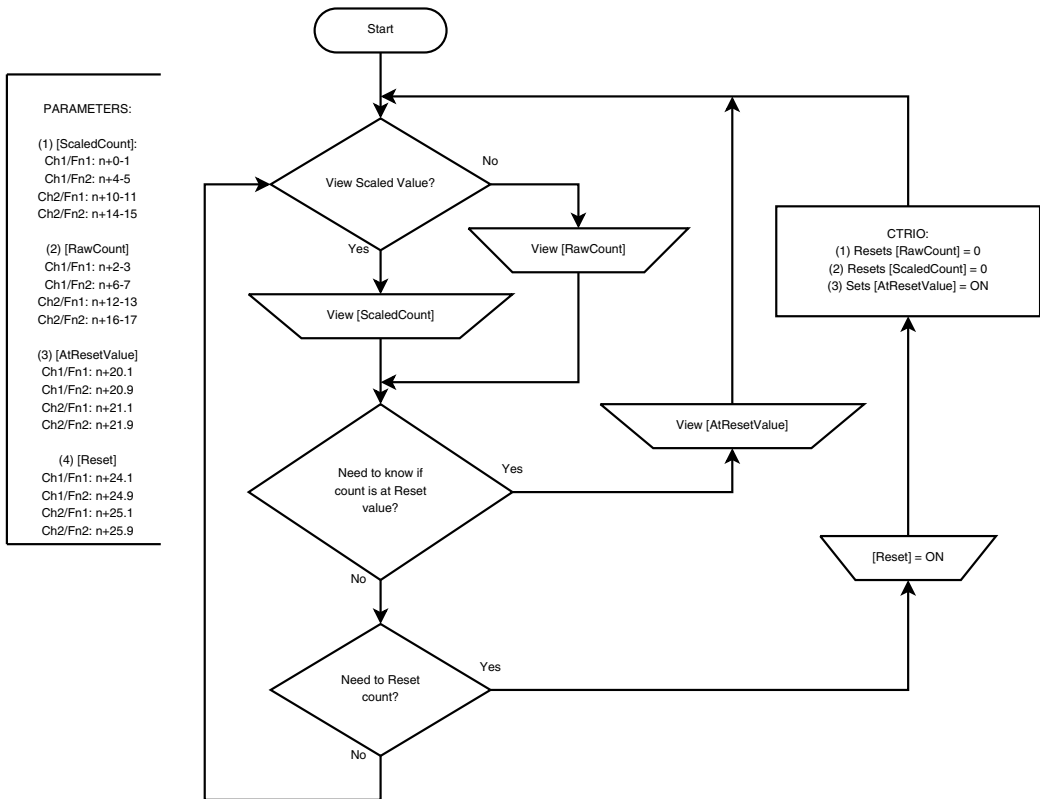 Start
PARAMETERS:
(1) [ScaledCount]:
Ch1/Fn1: n+0-1
Ch1/Fn2: n+4-5
Ch2/Fn1: n+10-11
Ch2/Fn2: n+14-15
(2) [RawCount]
Ch1/Fn1: n+2-3
Ch1/Fn2: n+6-7
Ch2/Fn1: n+12-13
Ch2/Fn2: n+16-17
(3) [AtResetValue]
Ch1/Fn1: n+20.1
Ch1/Fn2: n+20.9
Ch2/Fn1: n+21.1
Ch2/Fn2: n+21.9
(4) [Reset]
Ch1/Fn1: n+24.1
Ch1/Fn2: n+24.9
Ch2/Fn1: n+25.1
Ch2/Fn2: n+25.9
View Scaled Value?
No
Yes
View [RawCount]
View [ScaledCount]
Need to know if
count is at Reset
value?
Yes
No
View [AtResetValue]
Need to Reset
count?
Yes
No
[Reset] = ON
CTRIO:
(1) Resets [RawCount] = 0
(2) Resets [ScaledCount] = 0
(3) Sets [AtResetValue] = ON